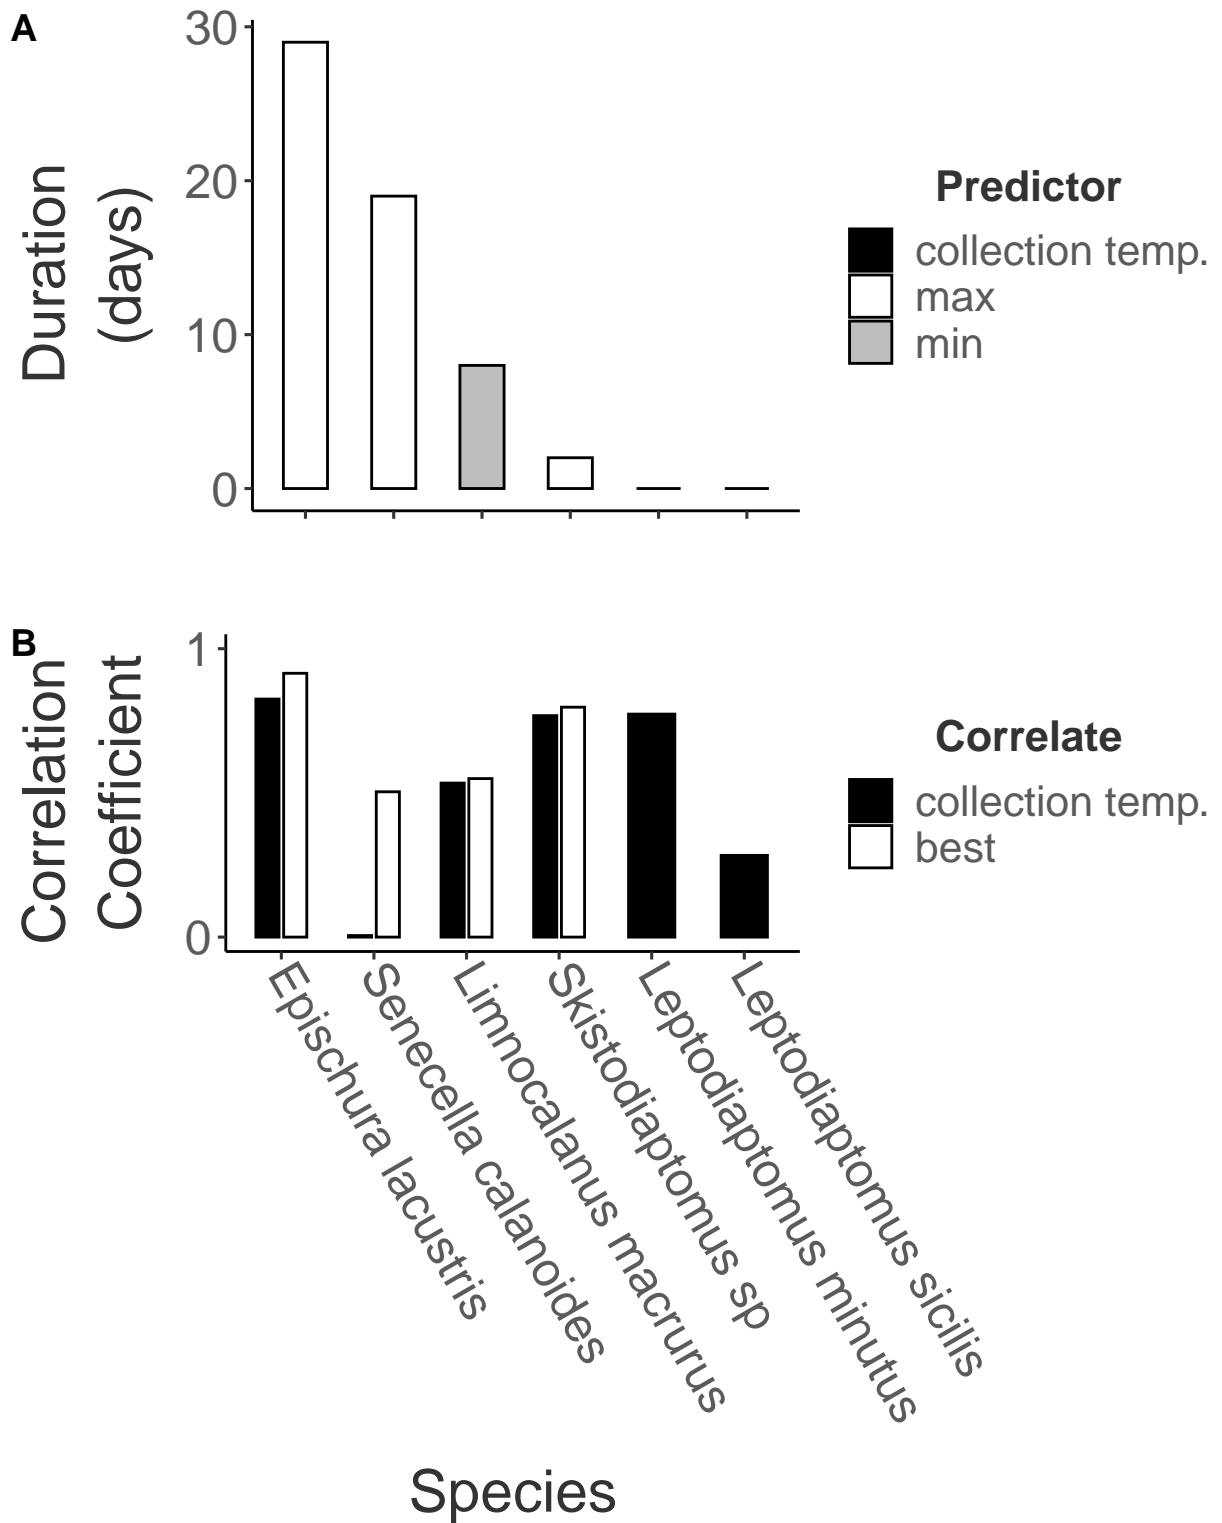 A
30
20
10
0
Duration
(days)
Predictor
collection temp.
max
min
B
1
0
Correlation
Coefficient
Correlate
collection temp.
best
Epischura lacustris
Senecella calanoides
Limnocalanus macrurus
Skistodiaptomus sp
Leptodiaptomus minutus
Leptodiaptomus sicilis
Species